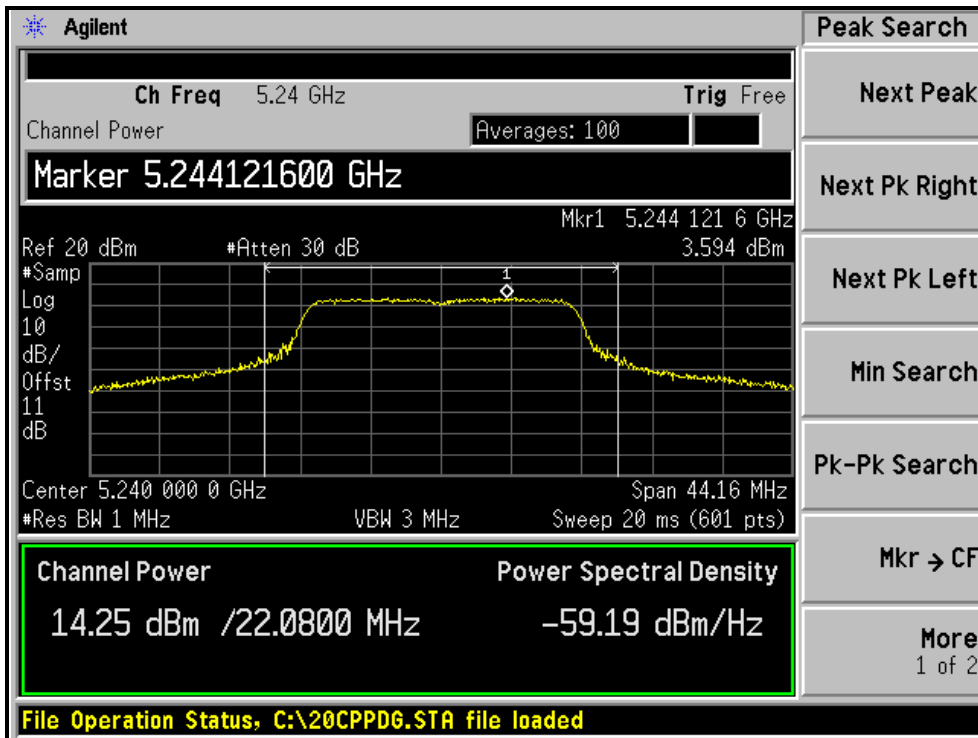 Agilent
Peak Search
Ch Freq 5.24 GHz Trig Free
Channel Power Averages: 100
Marker 5.244121600 GHz
Mkr1 5.244 121 6 GHz
Ref 20 dBm #Atten 30 dB 3.594 dBm
#Samp
Log
10
dB/
Offst
11
dB
1
Center 5.240 000 0 GHz Span 44.16 MHz
#Res BW 1 MHz VBW 3 MHz Sweep 20 ms (601 pts)
Channel Power Power Spectral Density
14.25 dBm /22.0800 MHz -59.19 dBm/Hz
File Operation Status, C:\20CPPDG.STA file loaded
Next Peak
Next Pk Right
Next Pk Left
Min Search
Pk-Pk Search
Mkr → CF
More
1 of 2